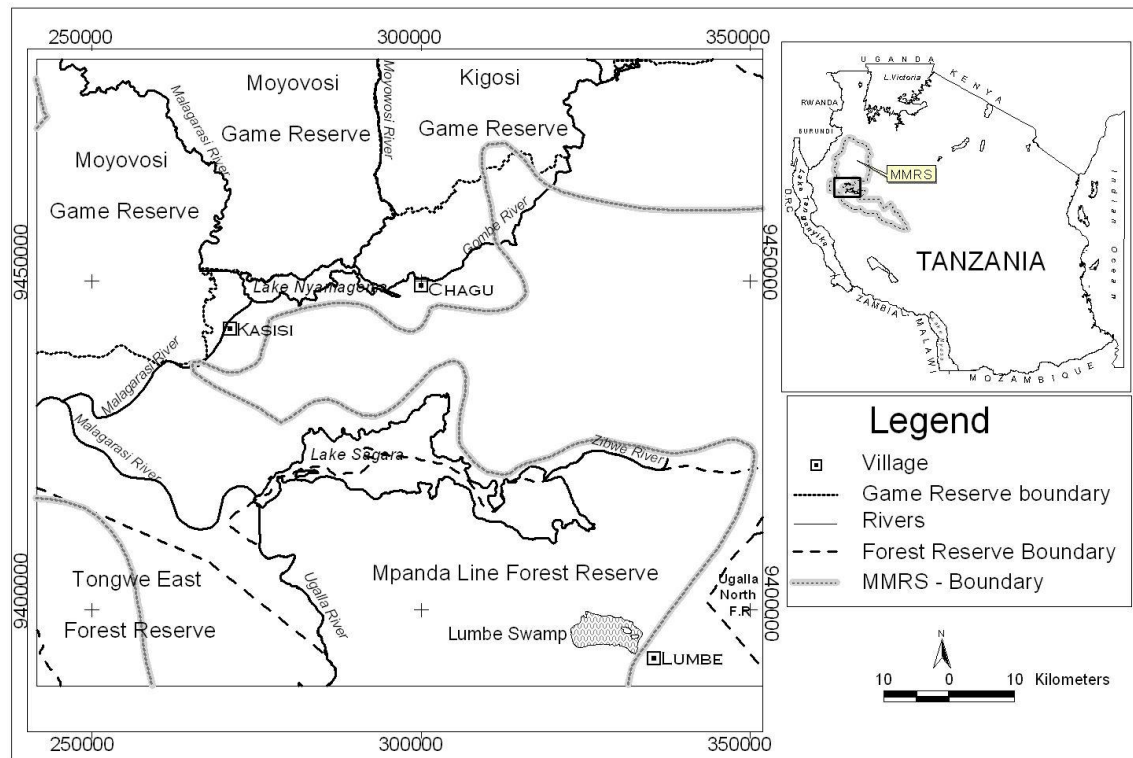 250000
300000
350000
Moyovosi
Game Reserve
Kigosi
Game Reserve
Moyovosi
Game Reserve
Malagarasi River
Moyowosi River
Gombe River
9450000
9450000
Lake Nyamagoma
CHAGU
KASISI
Malagarasi River
Malagarasi River
Lake Sagara
Zibwe River
Tongwe East
Forest Reserve
Ugalla River
Mpanda Line Forest Reserve
Ugalla
North
F.R
9400000
9400000
Lumbe Swamp
LUMBE
250000
300000
350000
UGANDA
L.Victoria
KENYA
RWANDA
BURUNDI
MMRS
Lake Tanganyika
D.R.C
TANZANIA
Indian Ocean
ZAMBIA
MALAWI
Lake Nyasa
MOZAMBIQUE
Legend
Village
Game Reserve boundary
Rivers
Forest Reserve Boundary
MMRS - Boundary
N
10 0 10 Kilometers